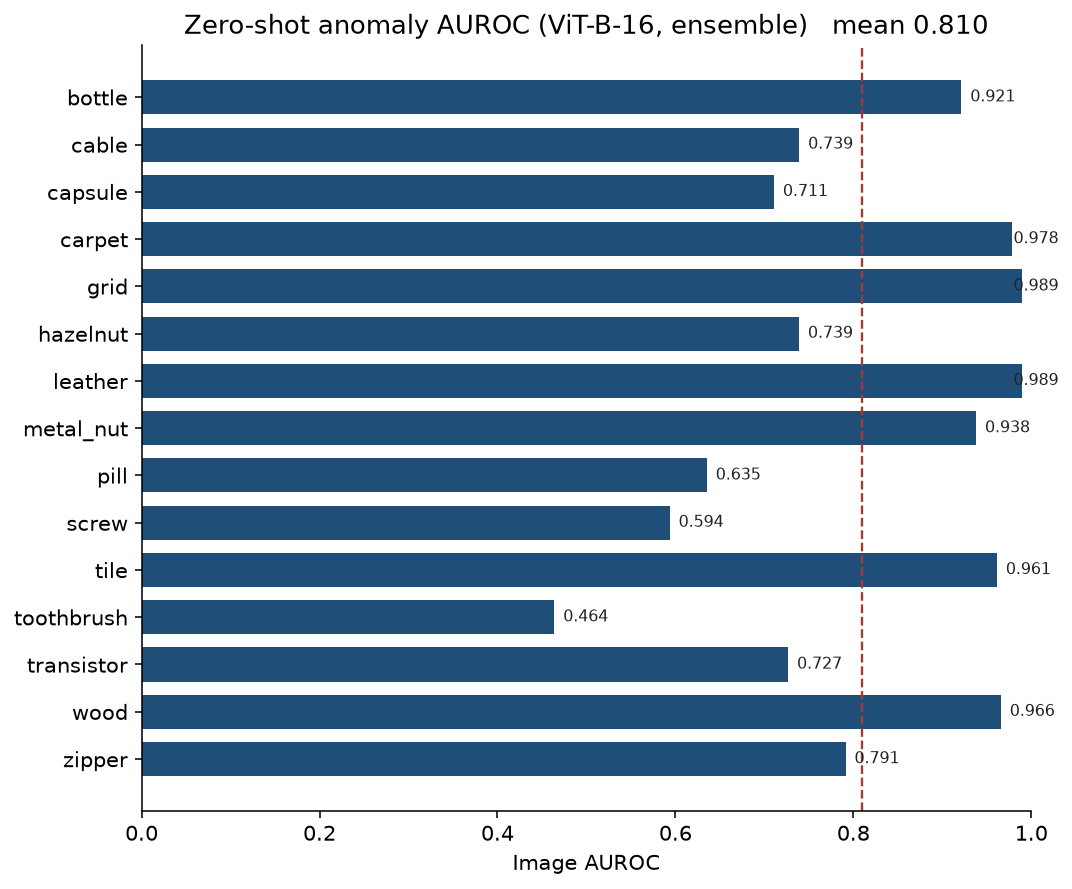 Zero-shot anomaly AUROC (ViT-B-16, ensemble)   mean 0.810
bottle 0.921
cable 0.739
capsule 0.711
carpet 0.978
grid 0.989
hazelnut 0.739
leather 0.989
metal_nut 0.938
pill 0.635
screw 0.594
tile 0.961
toothbrush 0.464
transistor 0.727
wood 0.966
zipper 0.791
0.0 0.2 0.4 0.6 0.8 1.0
Image AUROC